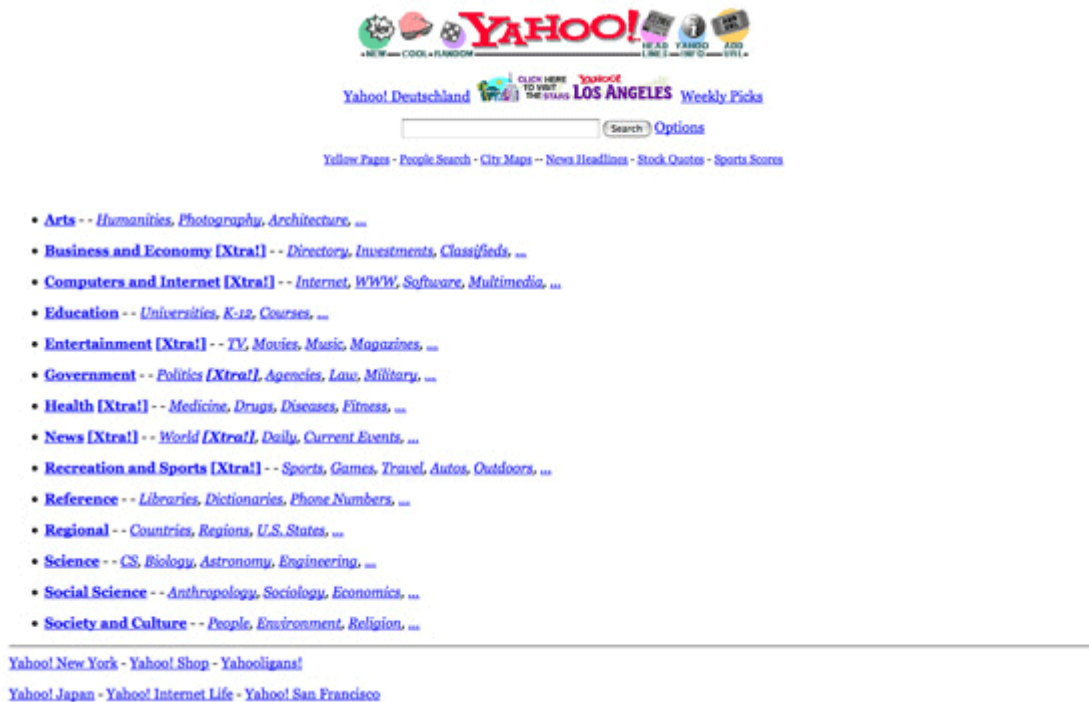 NEW COOL RANDOM YAHOO! HEAD LINES YAHOO INFO ADD URL
Yahoo! Deutschland CLICK HERE TO VISIT THE STARS YAHOO! LOS ANGELES Weekly Picks
Search Options
Yellow Pages - People Search - City Maps -- News Headlines - Stock Quotes - Sports Scores
• Arts - - Humanities, Photography, Architecture, ...
• Business and Economy [Xtra!] - - Directory, Investments, Classifieds, ...
• Computers and Internet [Xtra!] - - Internet, WWW, Software, Multimedia, ...
• Education - - Universities, K-12, Courses, ...
• Entertainment [Xtra!] - - TV, Movies, Music, Magazines, ...
• Government - - Politics [Xtra!], Agencies, Law, Military, ...
• Health [Xtra!] - - Medicine, Drugs, Diseases, Fitness, ...
• News [Xtra!] - - World [Xtra!], Daily, Current Events, ...
• Recreation and Sports [Xtra!] - - Sports, Games, Travel, Autos, Outdoors, ...
• Reference - - Libraries, Dictionaries, Phone Numbers, ...
• Regional - - Countries, Regions, U.S. States, ...
• Science - - CS, Biology, Astronomy, Engineering, ...
• Social Science - - Anthropology, Sociology, Economics, ...
• Society and Culture - - People, Environment, Religion, ...
Yahoo! New York - Yahoo! Shop - Yahooligans!
Yahoo! Japan - Yahoo! Internet Life - Yahoo! San Francisco